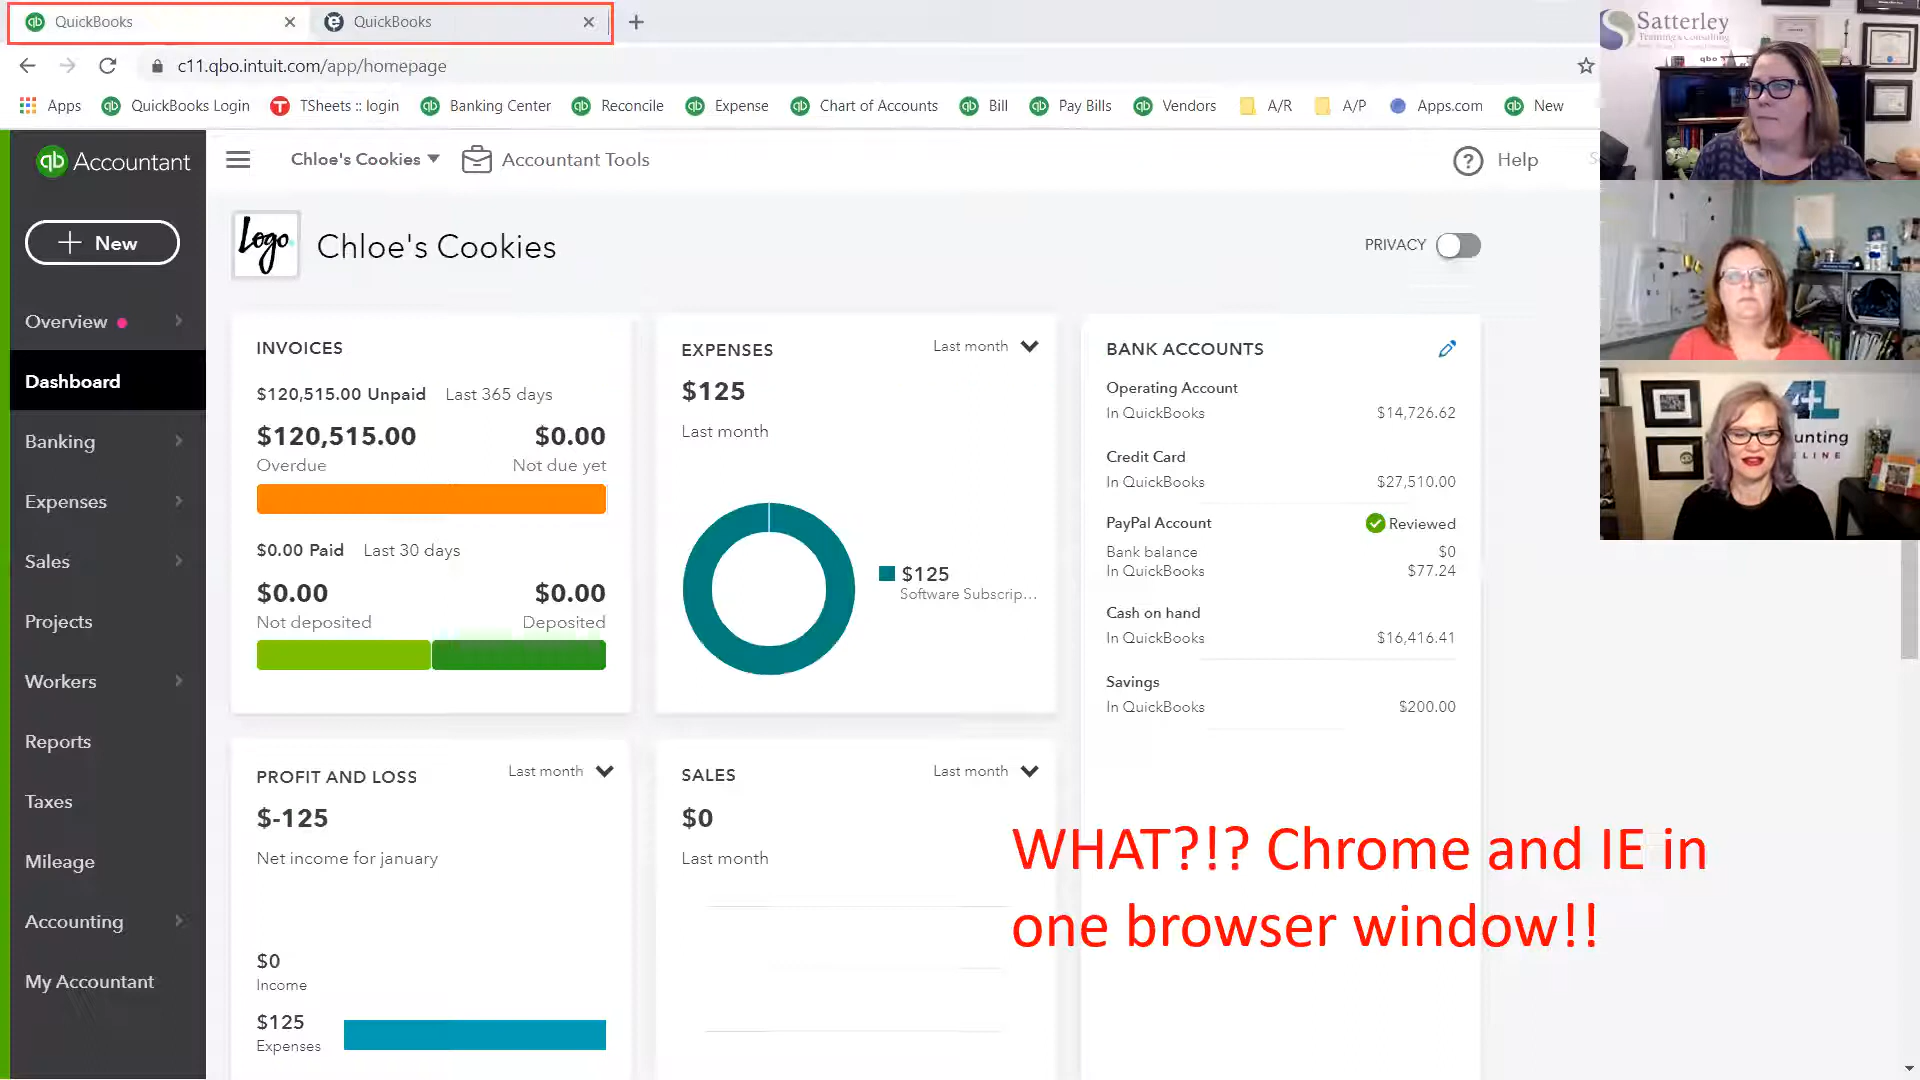 QuickBooks
QuickBooks
c11.qbo.intuit.com/app/homepage
Apps
QuickBooks Login
TSheets :: login
Banking Center
Reconcile
Expense
Chart of Accounts
Bill
Pay Bills
Vendors
A/R
A/P
Apps.com
New
qb Accountant
Chloe's Cookies
Accountant Tools
? Help
+ New
Logo
Chloe's Cookies
PRIVACY
Overview
Dashboard
Banking
Expenses
Sales
Projects
Workers
Reports
Taxes
Mileage
Accounting
My Accountant
INVOICES
$120,515.00 Unpaid Last 365 days
$120,515.00 $0.00
Overdue Not due yet
$0.00 Paid Last 30 days
$0.00 $0.00
Not deposited Deposited
EXPENSES Last month
$125
Last month
$125
Software Subscrip...
BANK ACCOUNTS
Operating Account
In QuickBooks $14,726.62
Credit Card
In QuickBooks $27,510.00
PayPal Account Reviewed
Bank balance $0
In QuickBooks $77.24
Cash on hand
In QuickBooks $16,416.41
Savings
In QuickBooks $200.00
PROFIT AND LOSS Last month
$-125
Net income for january
$0
Income
$125
Expenses
SALES Last month
$0
Last month
WHAT?!? Chrome and IE in
one browser window!!
Satterley
Training & Consulting
qbo